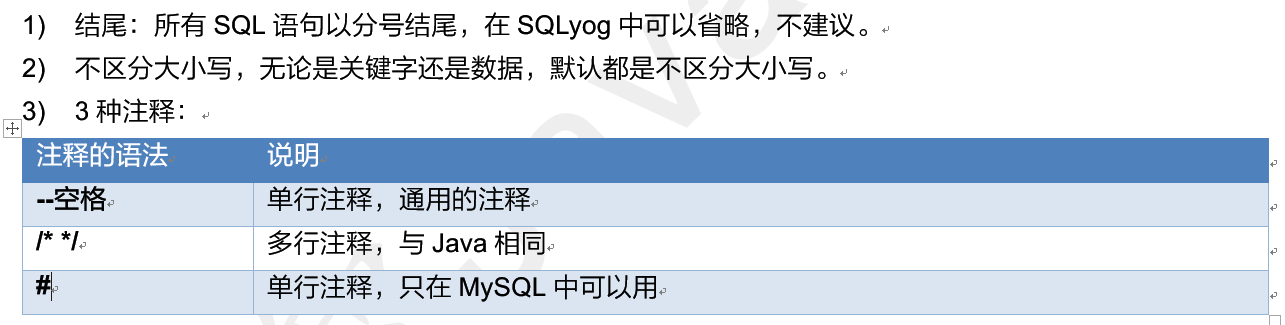 1) 结尾：所有 SQL 语句以分号结尾，在 SQLyog 中可以省略，不建议。
2) 不区分大小写，无论是关键字还是数据，默认都是不区分大小写。
3) 3 种注释：
注释的语法 说明
--空格 单行注释，通用的注释
/* */ 多行注释，与 Java 相同
# 单行注释，只在 MySQL 中可以用